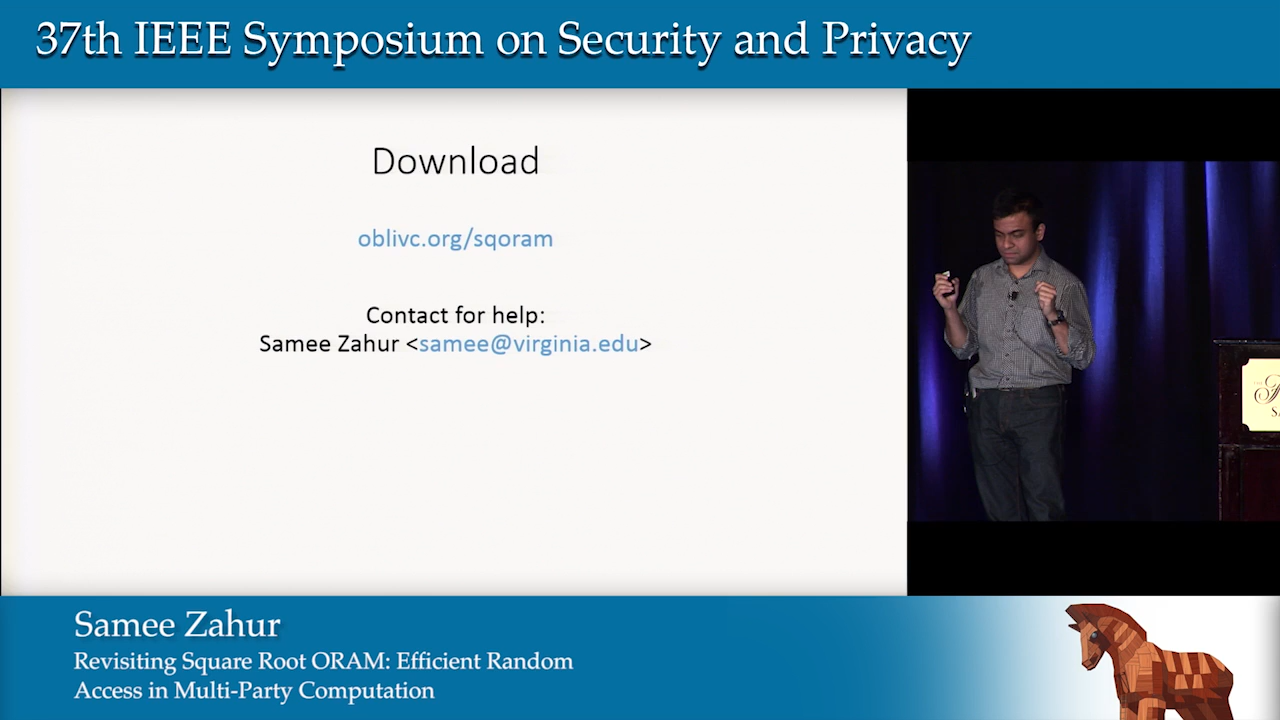 37th IEEE Symposium on Security and Privacy
Download
oblivc.org/sqoram
Contact for help:
Samee Zahur <samee@virginia.edu>
Samee Zahur
Revisiting Square Root ORAM: Efficient Random
Access in Multi-Party Computation